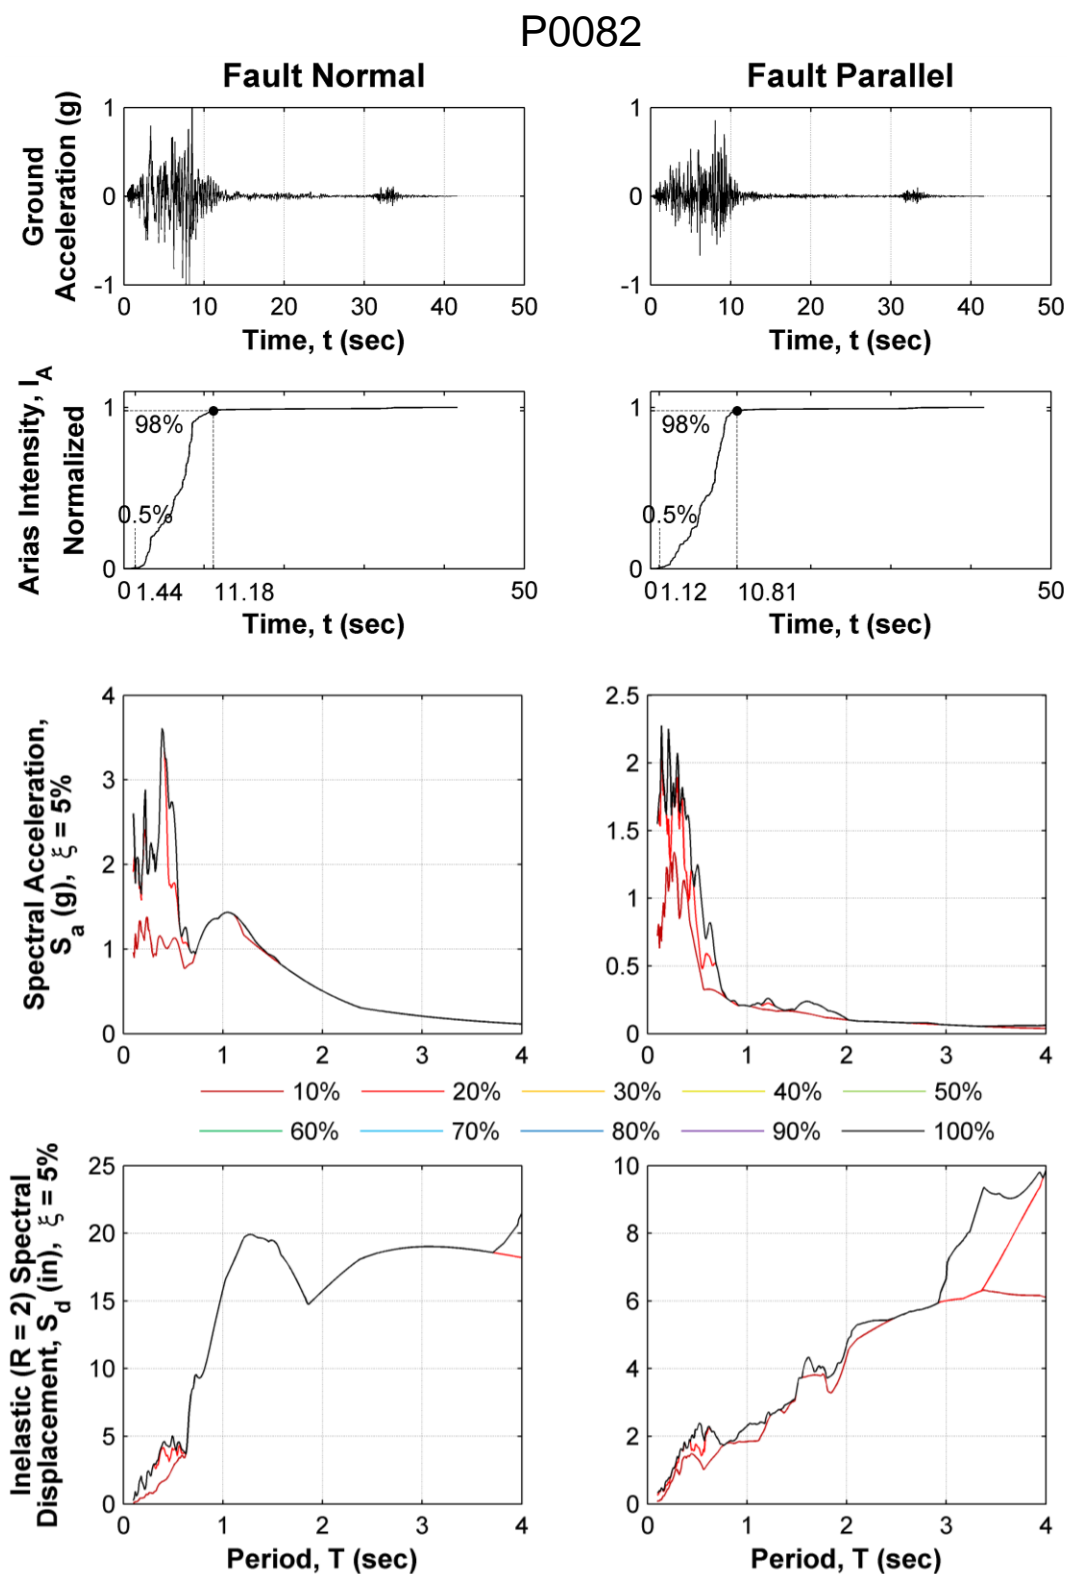 P0082
Fault Normal
Fault Parallel
Ground
Acceleration (g)
1
0
-1
0 10 20 30 40 50
Time, t (sec)
1
0
-1
0 10 20 30 40 50
Time, t (sec)
Arias Intensity, I_A
Normalized
1
0
98%
0.5%
0 1.44 11.18 50
Time, t (sec)
1
0
98%
0.5%
0 1.12 10.81 50
Time, t (sec)
Spectral Acceleration,
S_a (g), ξ = 5%
4
3
2
1
0
0 1 2 3 4
2.5
2
1.5
1
0.5
0
0 1 2 3 4
10% 20% 30% 40% 50%
60% 70% 80% 90% 100%
Inelastic (R = 2) Spectral
Displacement, S_d (in), ξ = 5%
25
20
15
10
5
0
0 1 2 3 4
Period, T (sec)
10
8
6
4
2
0
0 1 2 3 4
Period, T (sec)